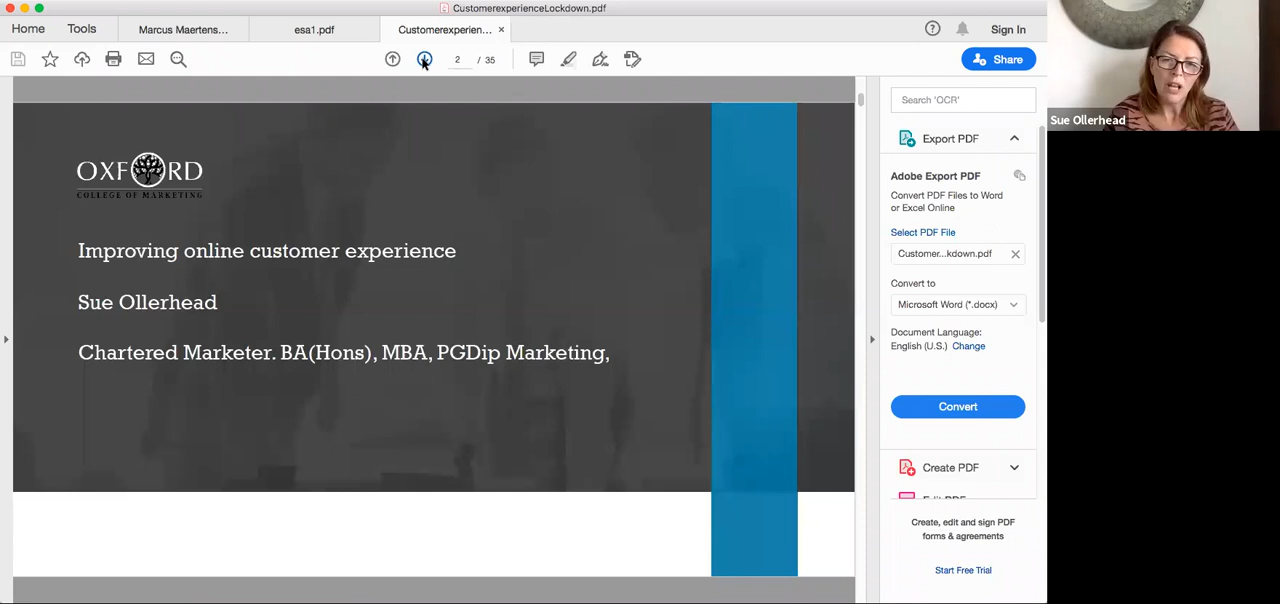 CustomerexperienceLockdown.pdf
Home
Tools
Marcus Maertens...
esa1.pdf
Customerexperien...
Sign In
2 / 35
Share
Sue Ollerhead
OXFORD
COLLEGE OF MARKETING
Improving online customer experience
Sue Ollerhead
Chartered Marketer. BA(Hons), MBA, PGDip Marketing,
Search 'OCR'
Export PDF
Adobe Export PDF
Convert PDF Files to Word
or Excel Online
Select PDF File
Customer...kdown.pdf
Convert to
Microsoft Word (*.docx)
Document Language:
English (U.S.) Change
Convert
Create PDF
Edit PDF
Create, edit and sign PDF
forms & agreements
Start Free Trial